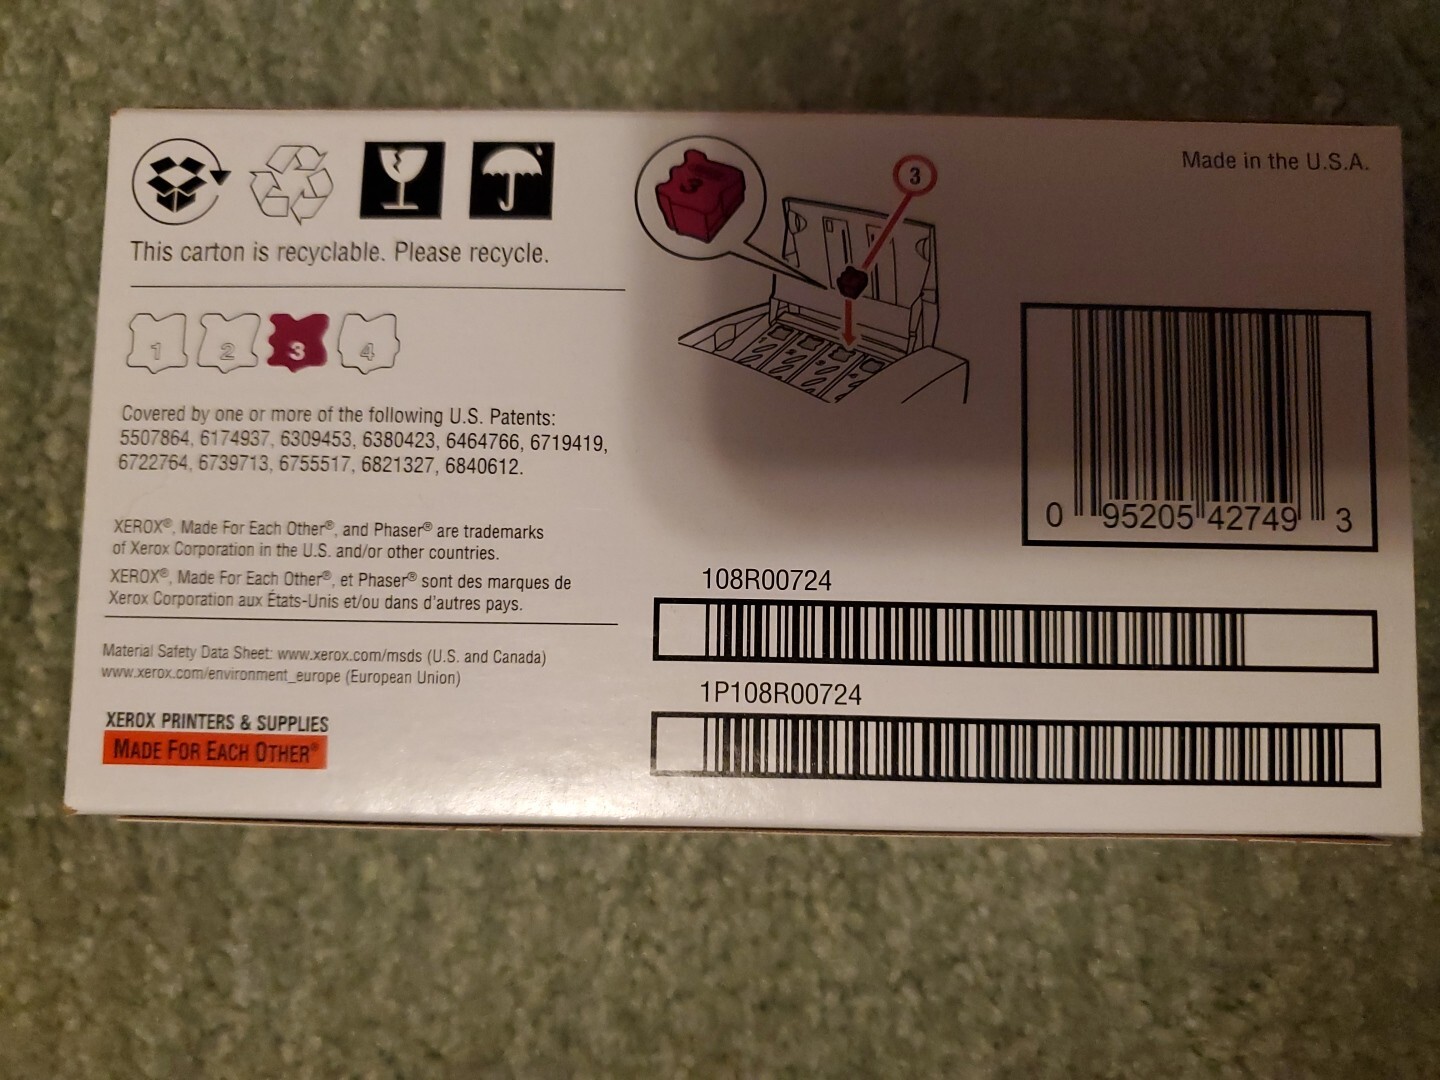 Made in the U.S.A.
3
3
This carton is recyclable. Please recycle.
1 2 3 4
Covered by one or more of the following U.S. Patents:
5507864, 6174937, 6309453, 6380423, 6464766, 6719419,
6722764, 6739713, 6755517, 6821327, 6840612.
XEROX®, Made For Each Other®, and Phaser® are trademarks
of Xerox Corporation in the U.S. and/or other countries.
XEROX®, Made For Each Other®, et Phaser® sont des marques de
Xerox Corporation aux États-Unis et/ou dans d'autres pays.
Material Safety Data Sheet: www.xerox.com/msds (U.S. and Canada)
www.xerox.com/environment_europe (European Union)
XEROX PRINTERS & SUPPLIES
MADE FOR EACH OTHER®
0 95205 42749 3
108R00724
1P108R00724